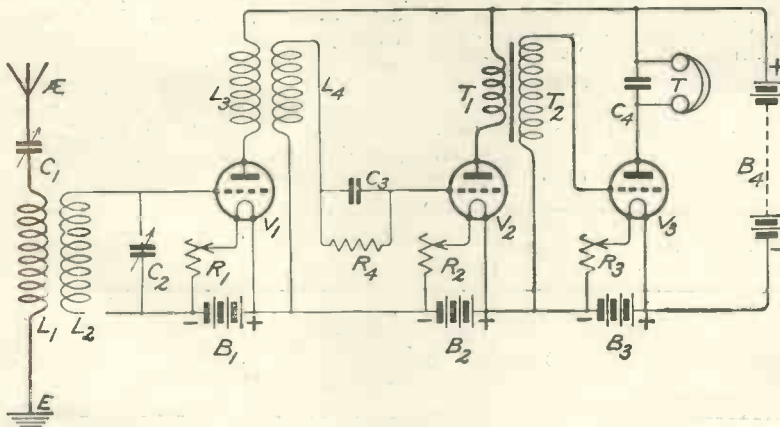 Æ
C1
L1
E
L2
C2
L3
L4
R1
V1
- B1 +
C3
R4
T1
T2
R2
V2
- B2 +
C4
T
R3
V3
- B3 +
+
B4
-